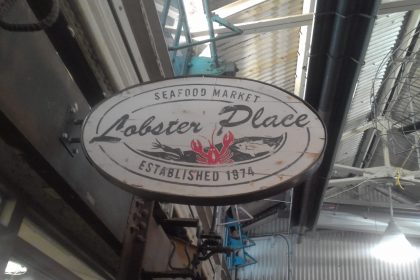 SEAFOOD MARKET
Lobster Place
ESTABLISHED 1974